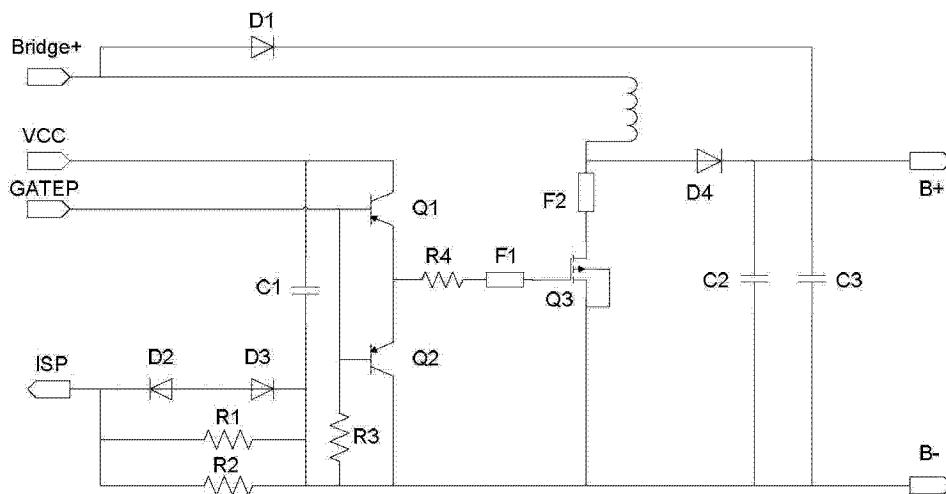 D1
Bridge+
VCC
GATEP
Q1
F2
D4
B+
R4
F1
C1
Q3
C2
C3
ISP
D2
D3
Q2
R1
R3
R2
B-